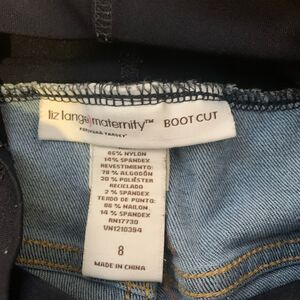 liz lange maternity™ BOOT CUT
FOR TARGET
86% NYLON
14% SPANDEX
REVESTIMIENTO:
78% ALGODÓN
20% POLIÉSTER
RECICLADO
2% SPANDEX
TEJIDO DE PUNTO:
86% NAILON
14% SPANDEX
RN17730
VN1210394
8
MADE IN CHINA